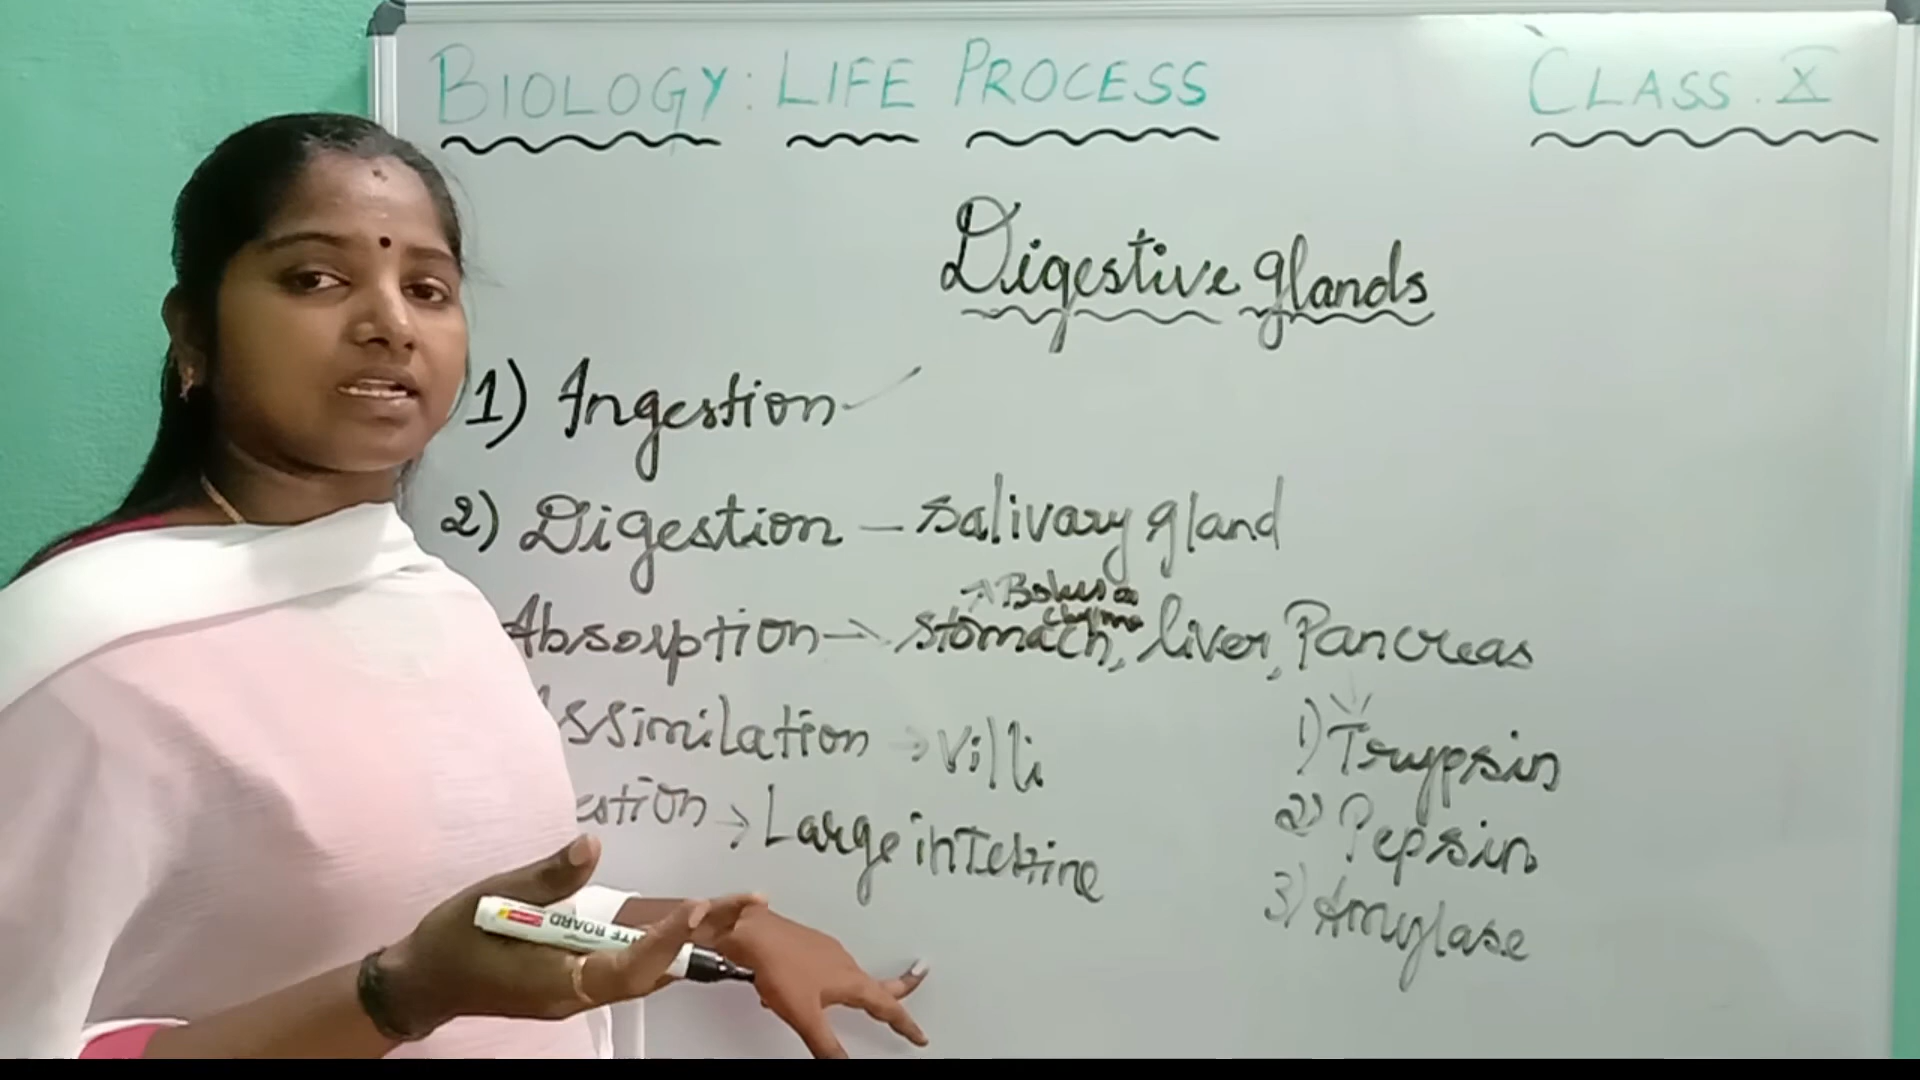 BIOLOGY: LIFE PROCESS CLASS. X
Digestive glands
1) Ingestion
2) Digestion – salivary gland
→ Bolus
Absorption → stomach, liver, Pancreas
Assimilation → Villi
estion → Large intestine
1) Trypsin
2) Pepsin
3) Amylase